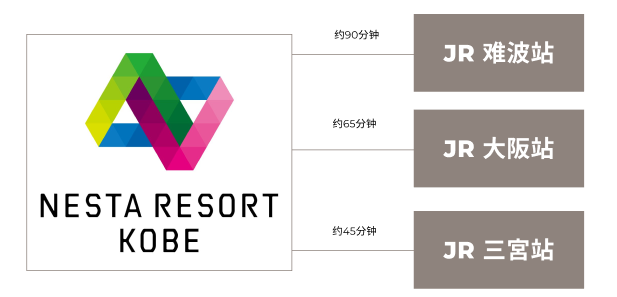 约90分钟
JR 难波站
约65分钟
JR 大阪站
NESTA RESORT
KOBE
约45分钟
JR 三宫站